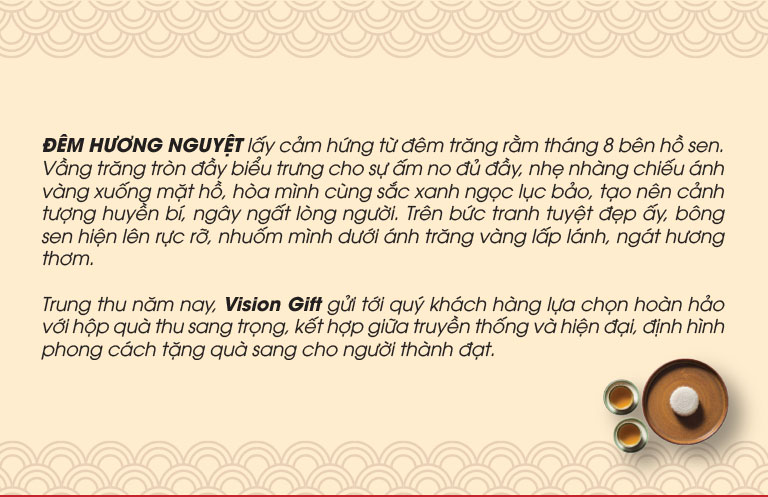 ĐÊM HƯƠNG NGUYỆT lấy cảm hứng từ đêm trăng rằm tháng 8 bên hồ sen.
Vầng trăng tròn đầy biểu trưng cho sự ấm no đủ đầy, nhẹ nhàng chiếu ánh
vàng xuống mặt hồ, hòa mình cùng sắc xanh ngọc lục bảo, tạo nên cảnh
tượng huyền bí, ngây ngất lòng người. Trên bức tranh tuyệt đẹp ấy, bông
sen hiện lên rực rỡ, nhuốm mình dưới ánh trăng vàng lấp lánh, ngát hương
thơm.
Trung thu năm nay, Vision Gift gửi tới quý khách hàng lựa chọn hoàn hảo
với hộp quà thu sang trọng, kết hợp giữa truyền thống và hiện đại, định hình
phong cách tặng quà sang cho người thành đạt.